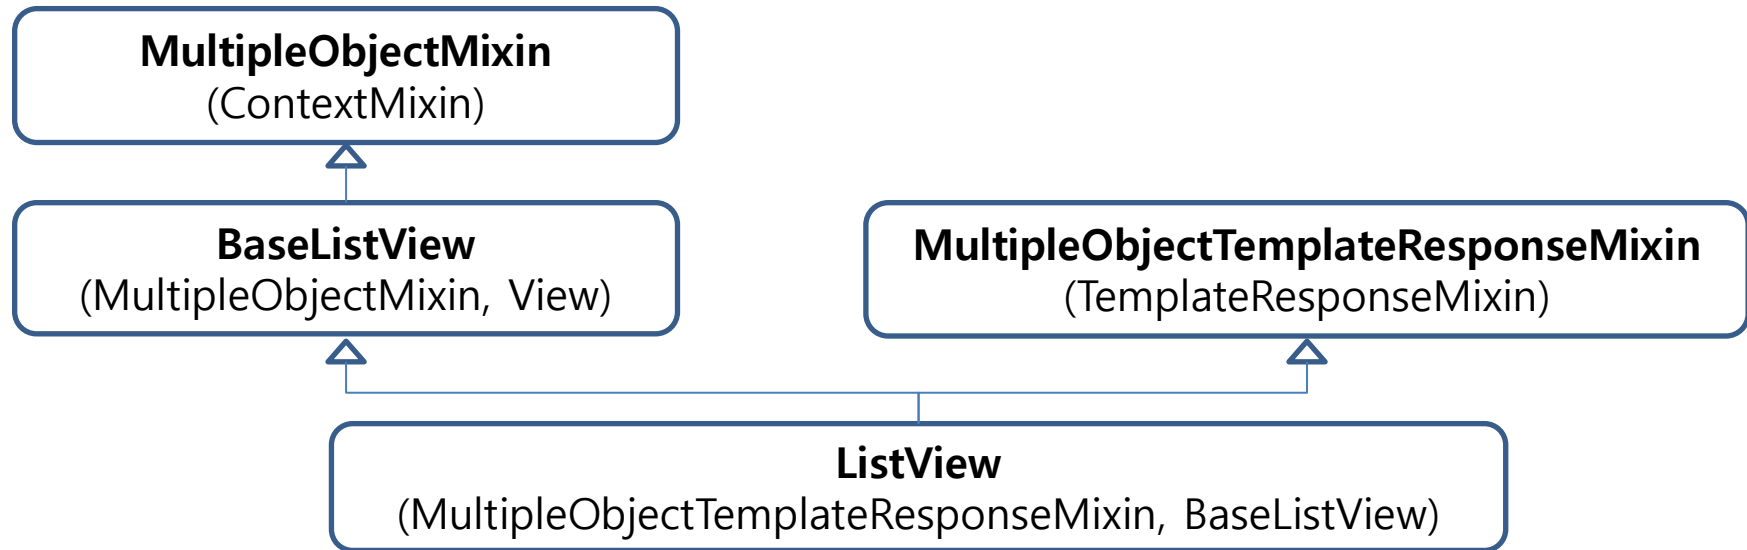 MultipleObjectMixin
(ContextMixin)
BaseListView
(MultipleObjectMixin, View)
MultipleObjectTemplateResponseMixin
(TemplateResponseMixin)
ListView
(MultipleObjectTemplateResponseMixin, BaseListView)